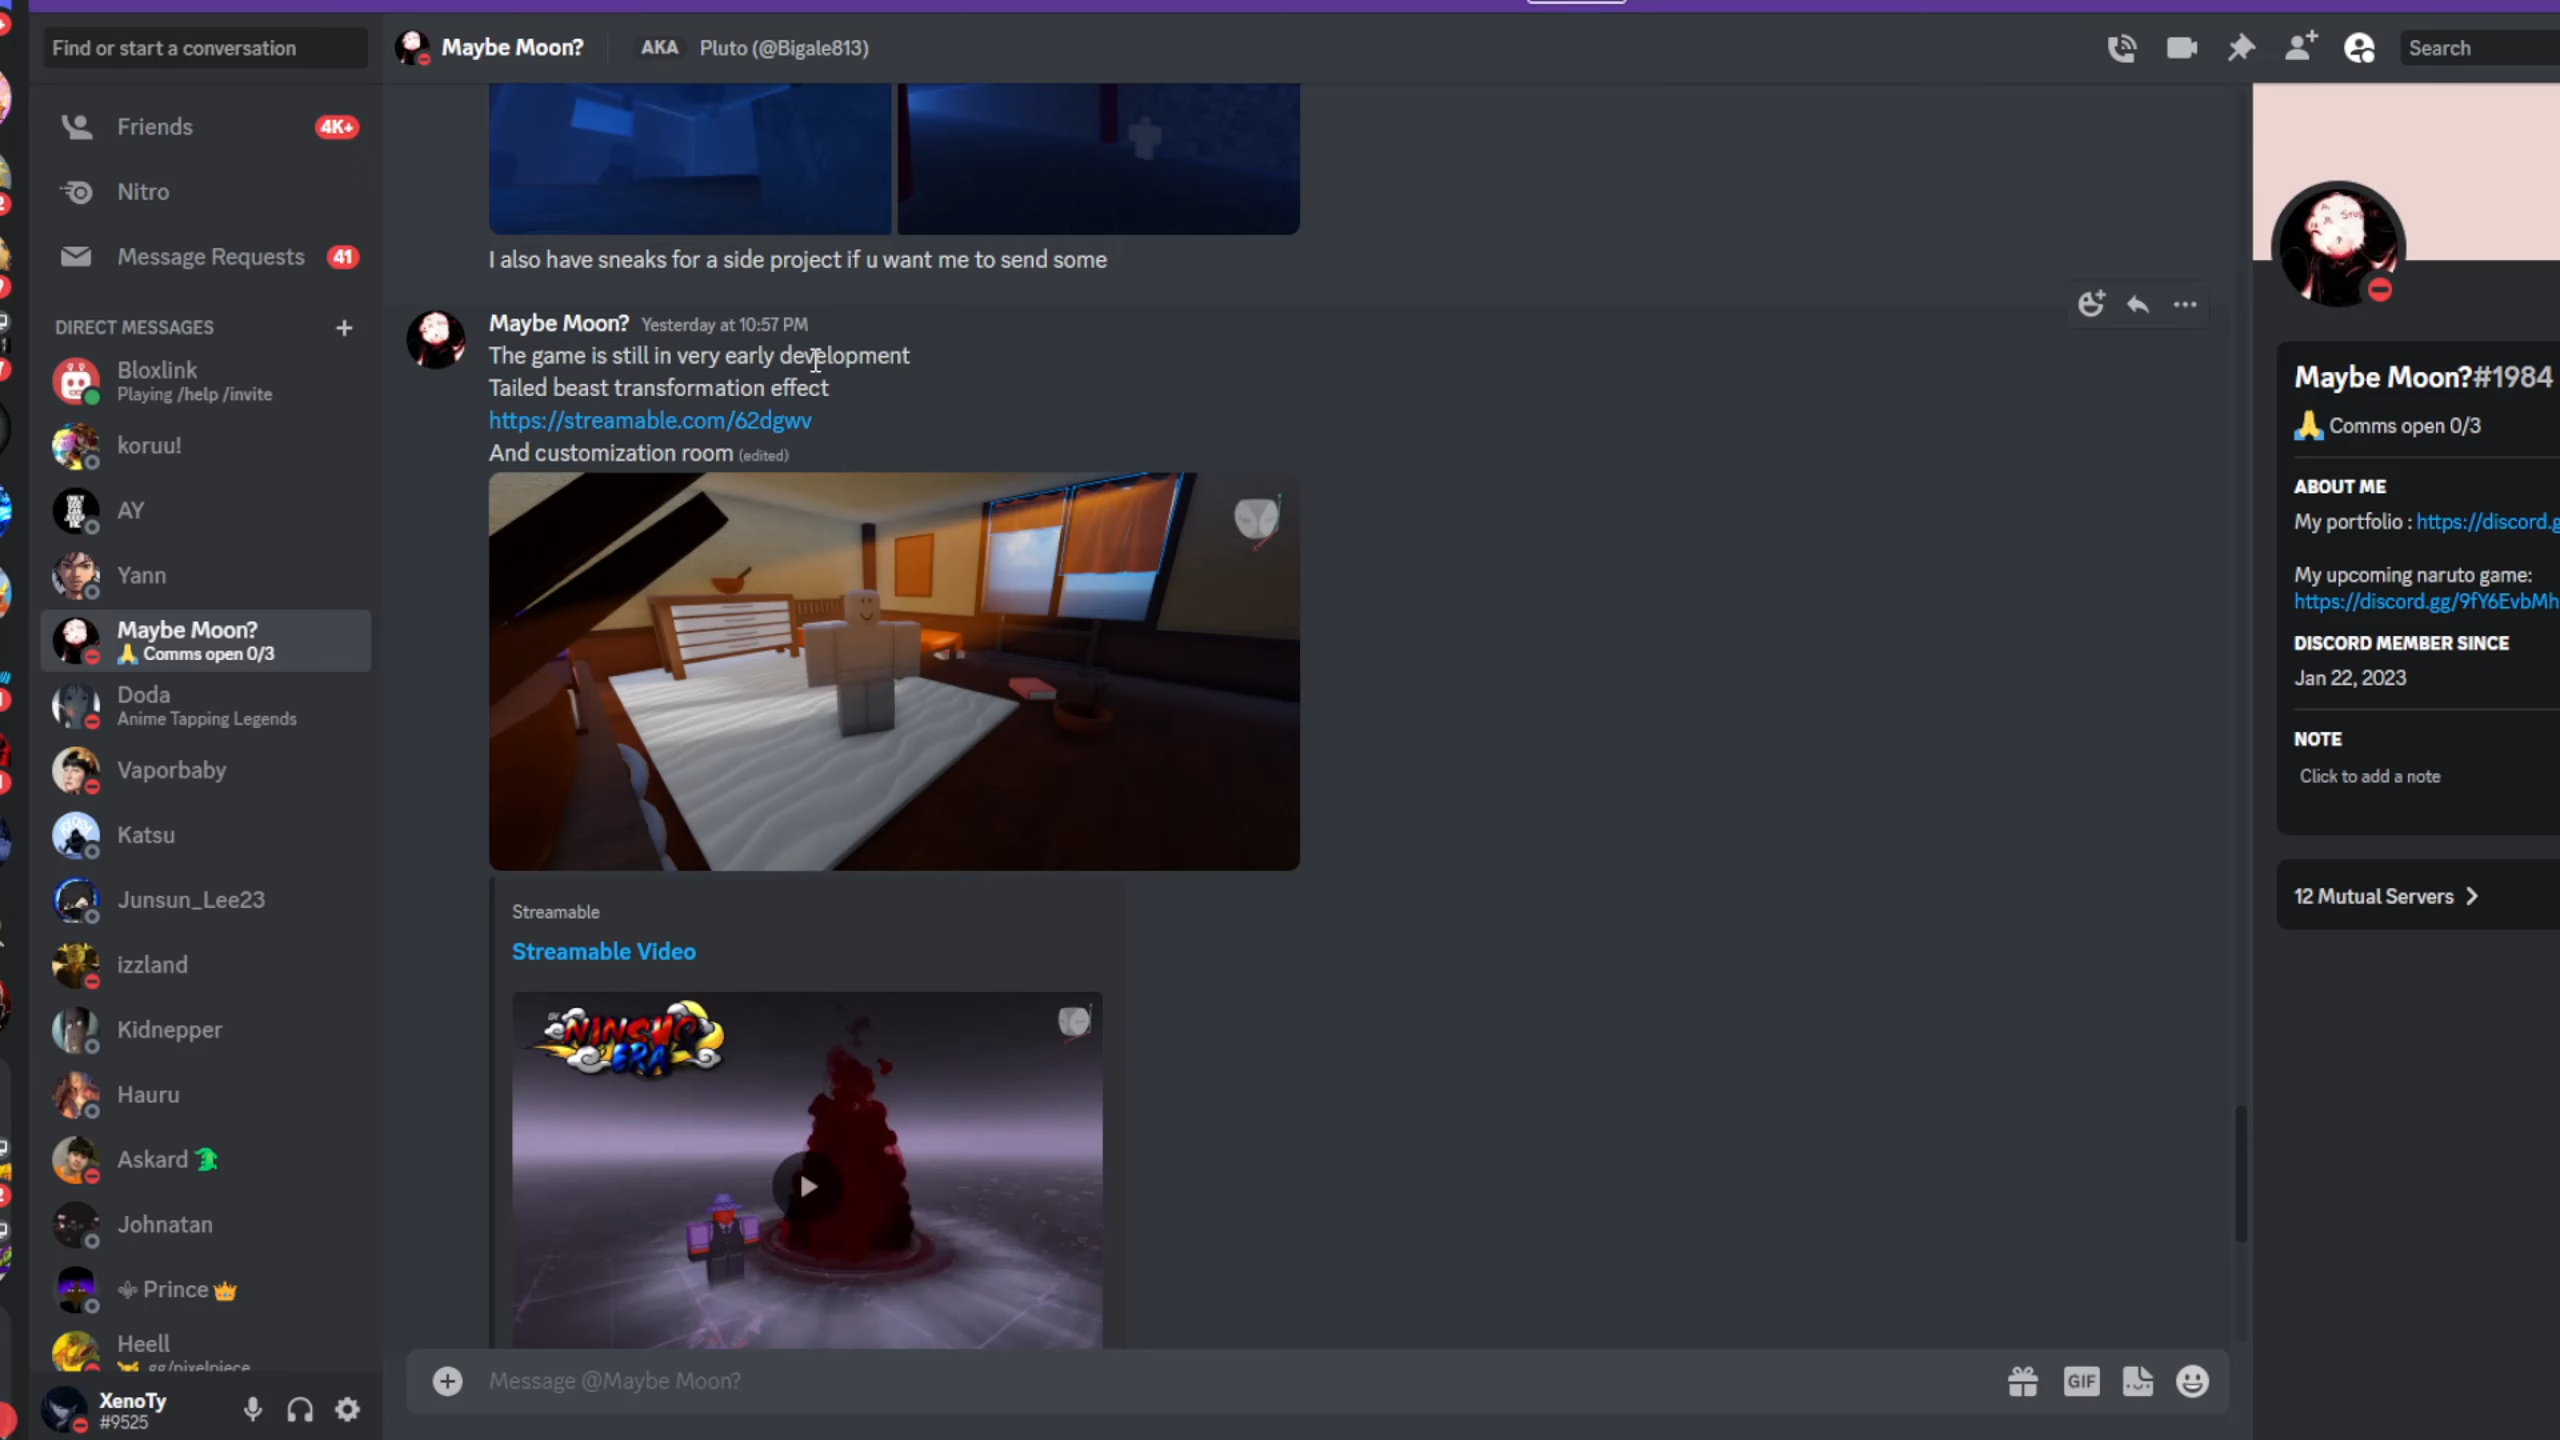 Find or start a conversation
Friends
4K+
Nitro
Message Requests
41
DIRECT MESSAGES
Bloxlink
Playing /help /invite
koruu!
AY
Yann
Maybe Moon?
🙏 Comms open 0/3
Doda
Anime Tapping Legends
Vaporbaby
Katsu
Junsun_Lee23
izzland
Kidnepper
Hauru
Askard
Johnatan
Prince
Heell
gg/pixelpiece
XenoTy
#9525
Maybe Moon?
AKA
Pluto (@Bigale813)
Search
I also have sneaks for a side project if u want me to send some
Maybe Moon? Yesterday at 10:57 PM
The game is still in very early development
Tailed beast transformation effect
https://streamable.com/62dgwv
And customization room (edited)
Streamable
Streamable Video
NINSHO
ERA
Message @Maybe Moon?
GIF
Maybe Moon?#1984
🙏 Comms open 0/3
ABOUT ME
My portfolio : https://discord.g
My upcoming naruto game:
https://discord.gg/9fY6EvbMh
DISCORD MEMBER SINCE
Jan 22, 2023
NOTE
Click to add a note
12 Mutual Servers